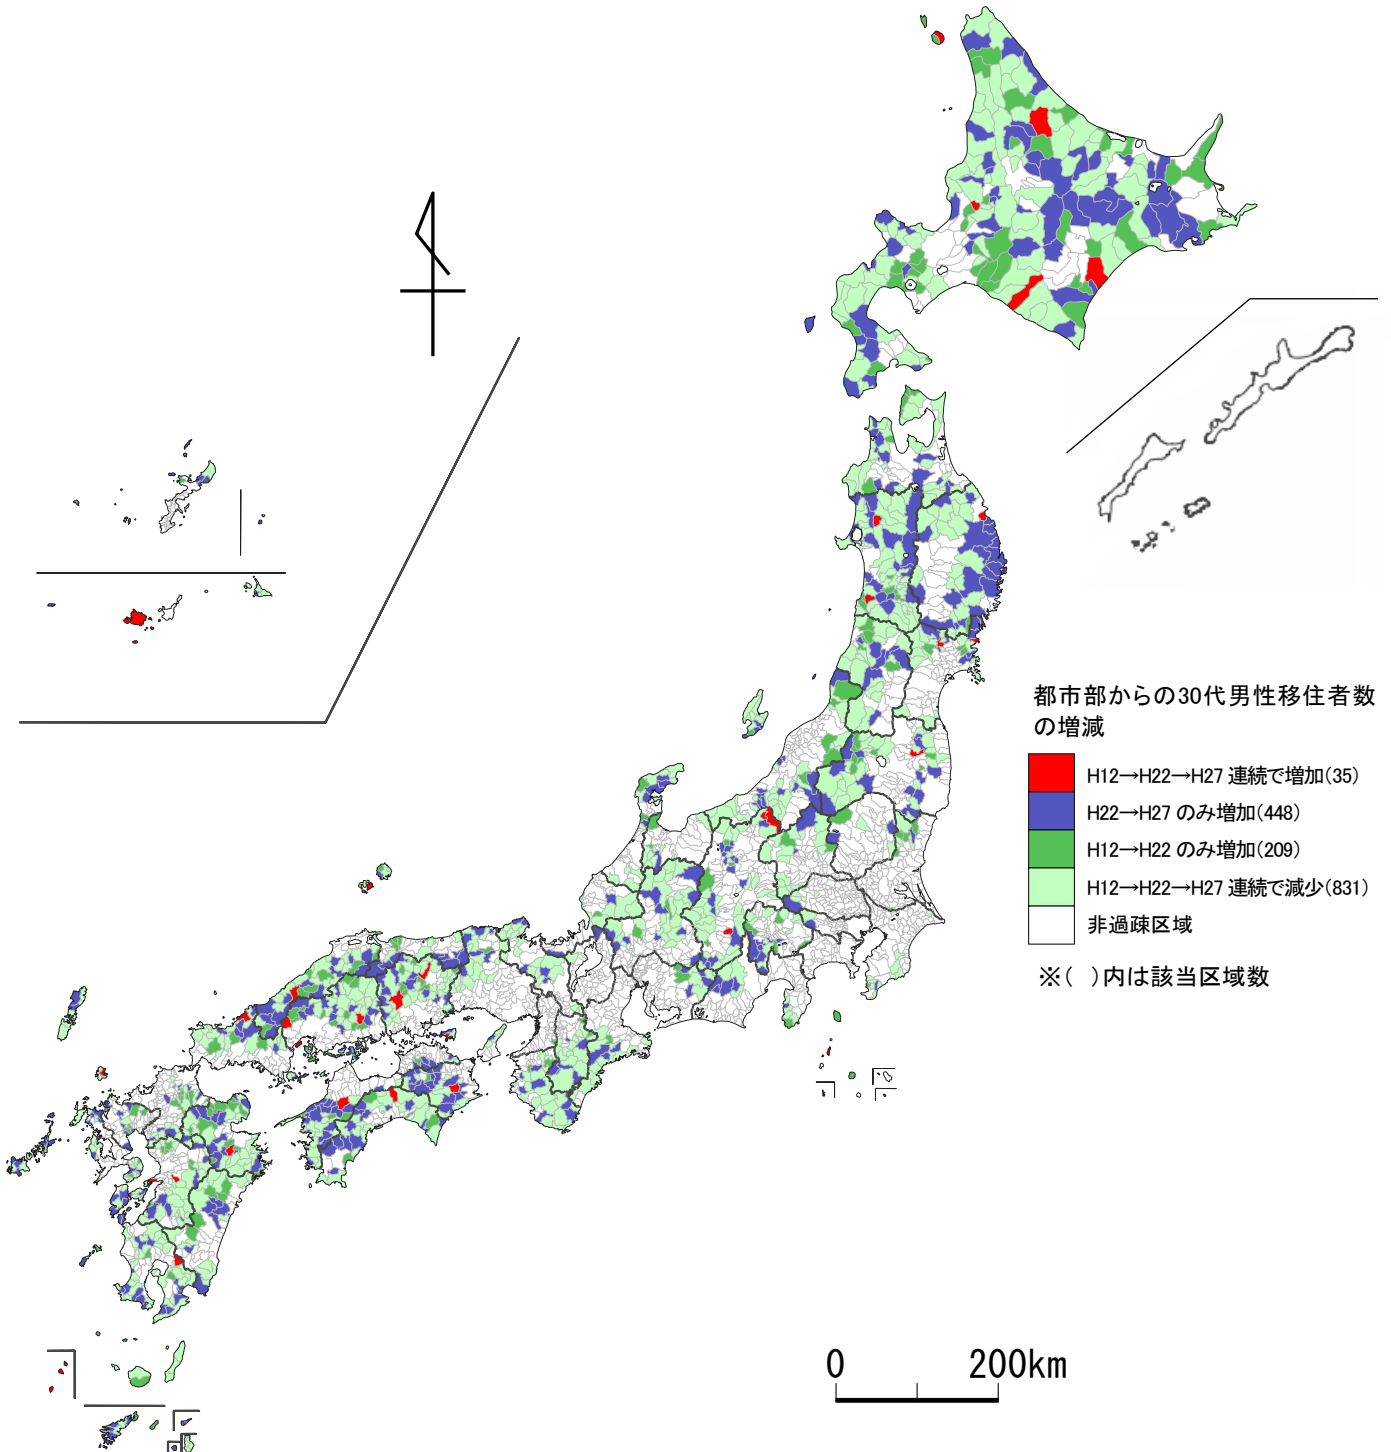 都市部からの30代男性移住者数
の増減
H12→H22→H27 連続で増加(35)
H22→H27 のみ増加(448)
H12→H22 のみ増加(209)
H12→H22→H27 連続で減少(831)
非過疎区域
※( )内は該当区域数
0 200km